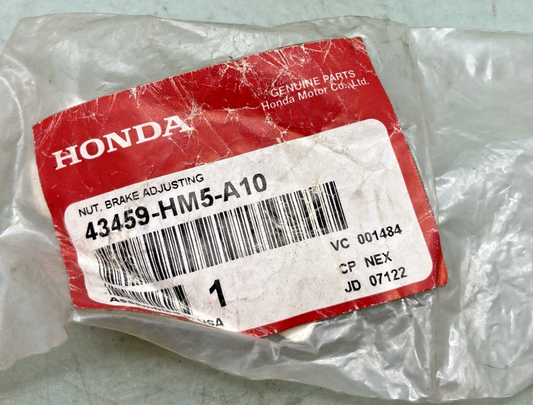 GENUINE PARTS
Honda Motor Co., Ltd.
HONDA
NUT, BRAKE ADJUSTING
43459-HM5-A10
VC 001484
1
CP NEX
JD 07122